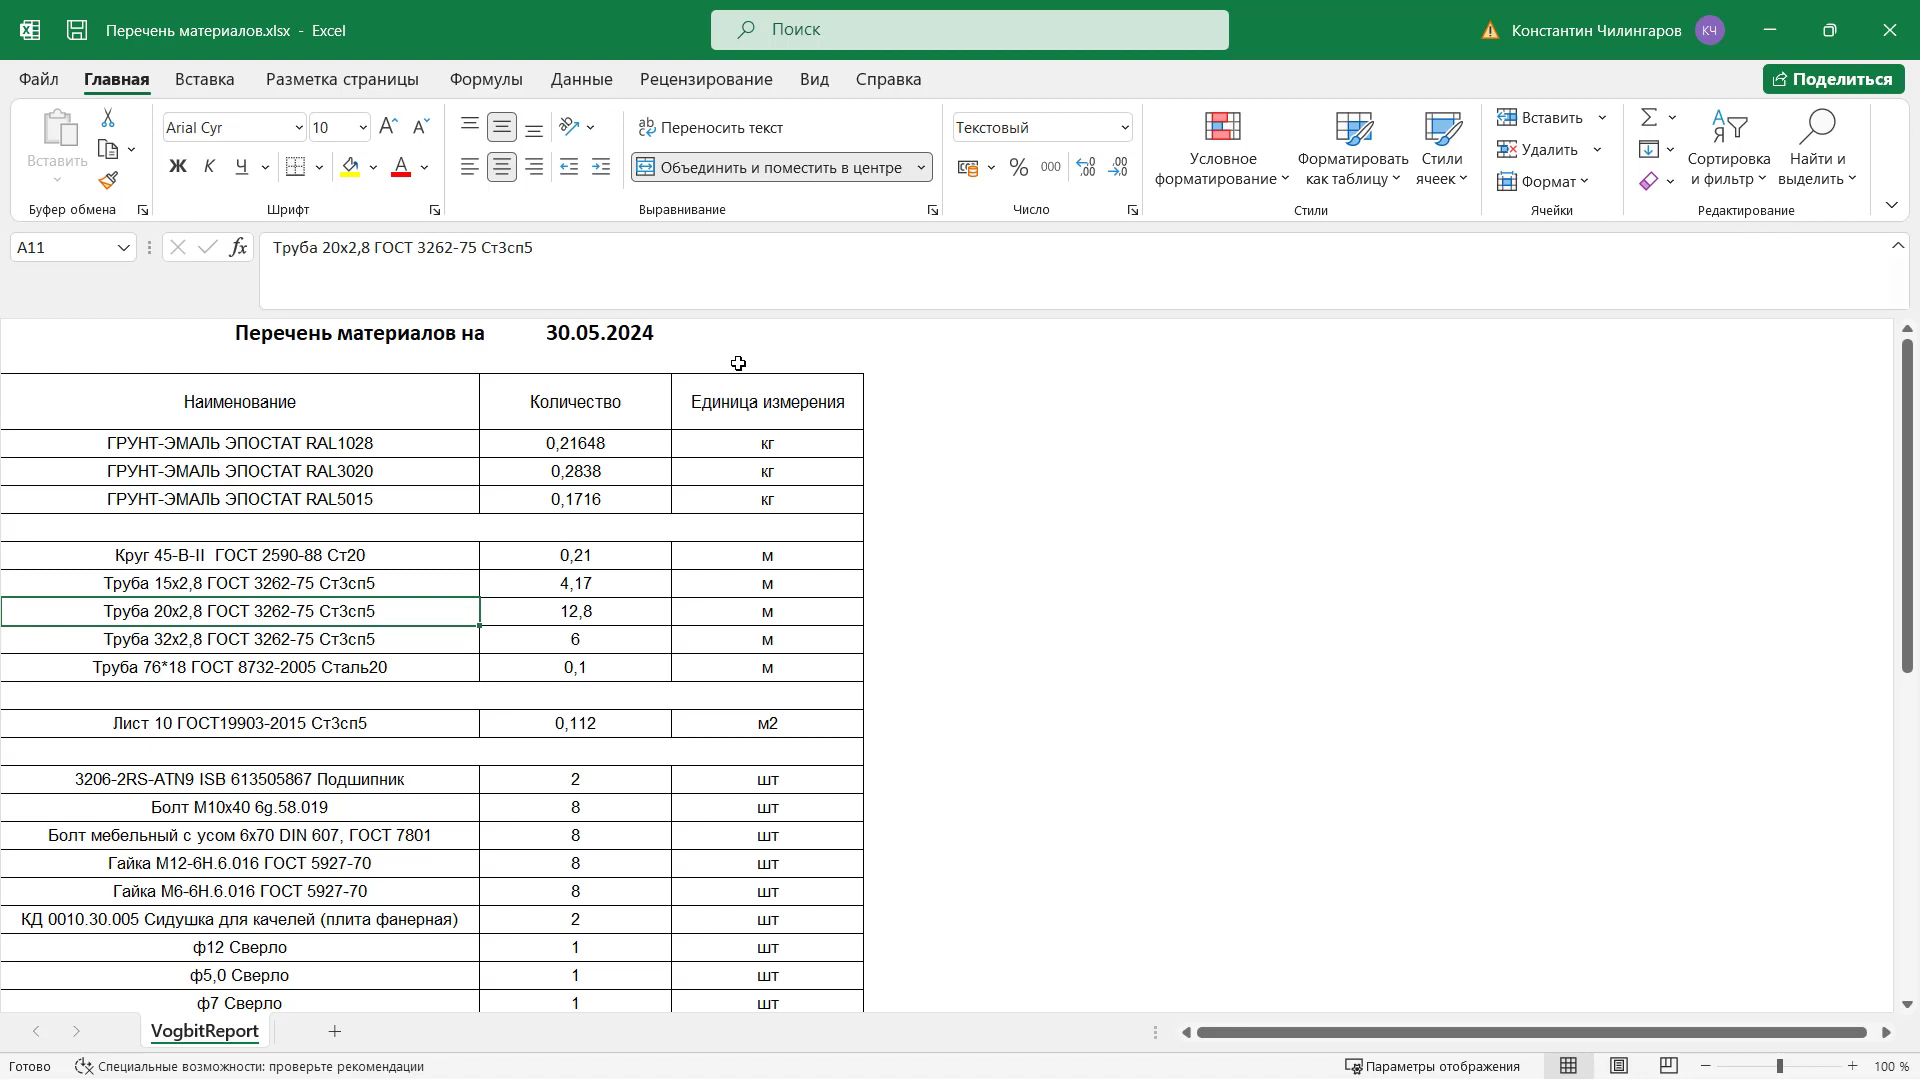 Перечень материалов.xlsx - Excel
Поиск
Константин Чилингаров КЧ
Файл Главная Вставка Разметка страницы Формулы Данные Рецензирование Вид Справка
Поделиться
Вставить
Буфер обмена
Arial Cyr 10
Ж К Ч
Шрифт
Переносить текст
Объединить и поместить в центре
Выравнивание
Текстовый
% 000
Число
Условное форматирование
Форматировать как таблицу
Стили ячеек
Стили
Вставить
Удалить
Формат
Ячейки
Сортировка и фильтр
Найти и выделить
Редактирование
A11 fx Труба 20х2,8 ГОСТ 3262-75 Ст3сп5
Перечень материалов на 30.05.2024
Наименование Количество Единица измерения
ГРУНТ-ЭМАЛЬ ЭПОСТАТ RAL1028 0,21648 кг
ГРУНТ-ЭМАЛЬ ЭПОСТАТ RAL3020 0,2838 кг
ГРУНТ-ЭМАЛЬ ЭПОСТАТ RAL5015 0,1716 кг
Круг 45-В-II ГОСТ 2590-88 Ст20 0,21 м
Труба 15х2,8 ГОСТ 3262-75 Ст3сп5 4,17 м
Труба 20х2,8 ГОСТ 3262-75 Ст3сп5 12,8 м
Труба 32х2,8 ГОСТ 3262-75 Ст3сп5 6 м
Труба 76*18 ГОСТ 8732-2005 Сталь20 0,1 м
Лист 10 ГОСТ19903-2015 Ст3сп5 0,112 м2
3206-2RS-ATN9 ISB 613505867 Подшипник 2 шт
Болт М10х40 6g.58.019 8 шт
Болт мебельный с усом 6х70 DIN 607, ГОСТ 7801 8 шт
Гайка М12-6Н.6.016 ГОСТ 5927-70 8 шт
Гайка М6-6Н.6.016 ГОСТ 5927-70 8 шт
КД 0010.30.005 Сидушка для качелей (плита фанерная) 2 шт
ф12 Сверло 1 шт
ф5,0 Сверло 1 шт
ф7 Сверло 1 шт
VogbitReport
Готово Специальные возможности: проверьте рекомендации Параметры отображения 100 %